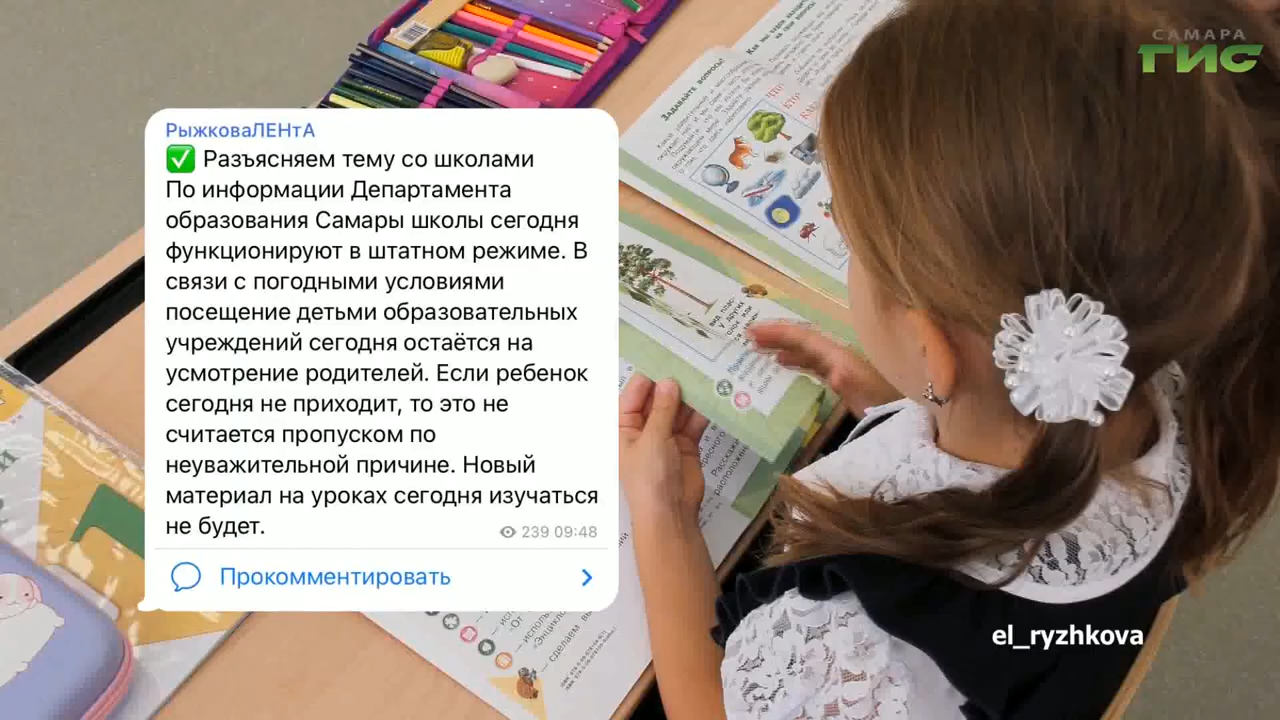 САМАРА
ГИС
РыжковаЛЕНтА
✅ Разъясняем тему со школами
По информации Департамента
образования Самары школы сегодня
функционируют в штатном режиме. В
связи с погодными условиями
посещение детьми образовательных
учреждений сегодня остаётся на
усмотрение родителей. Если ребенок
сегодня не приходит, то это не
считается пропуском по
неуважительной причине. Новый
материал на уроках сегодня изучаться
не будет.
239 09:48
Прокомментировать
ЗАДАВАЙТЕ ВОПРОСЫ!
el_ryzhkova